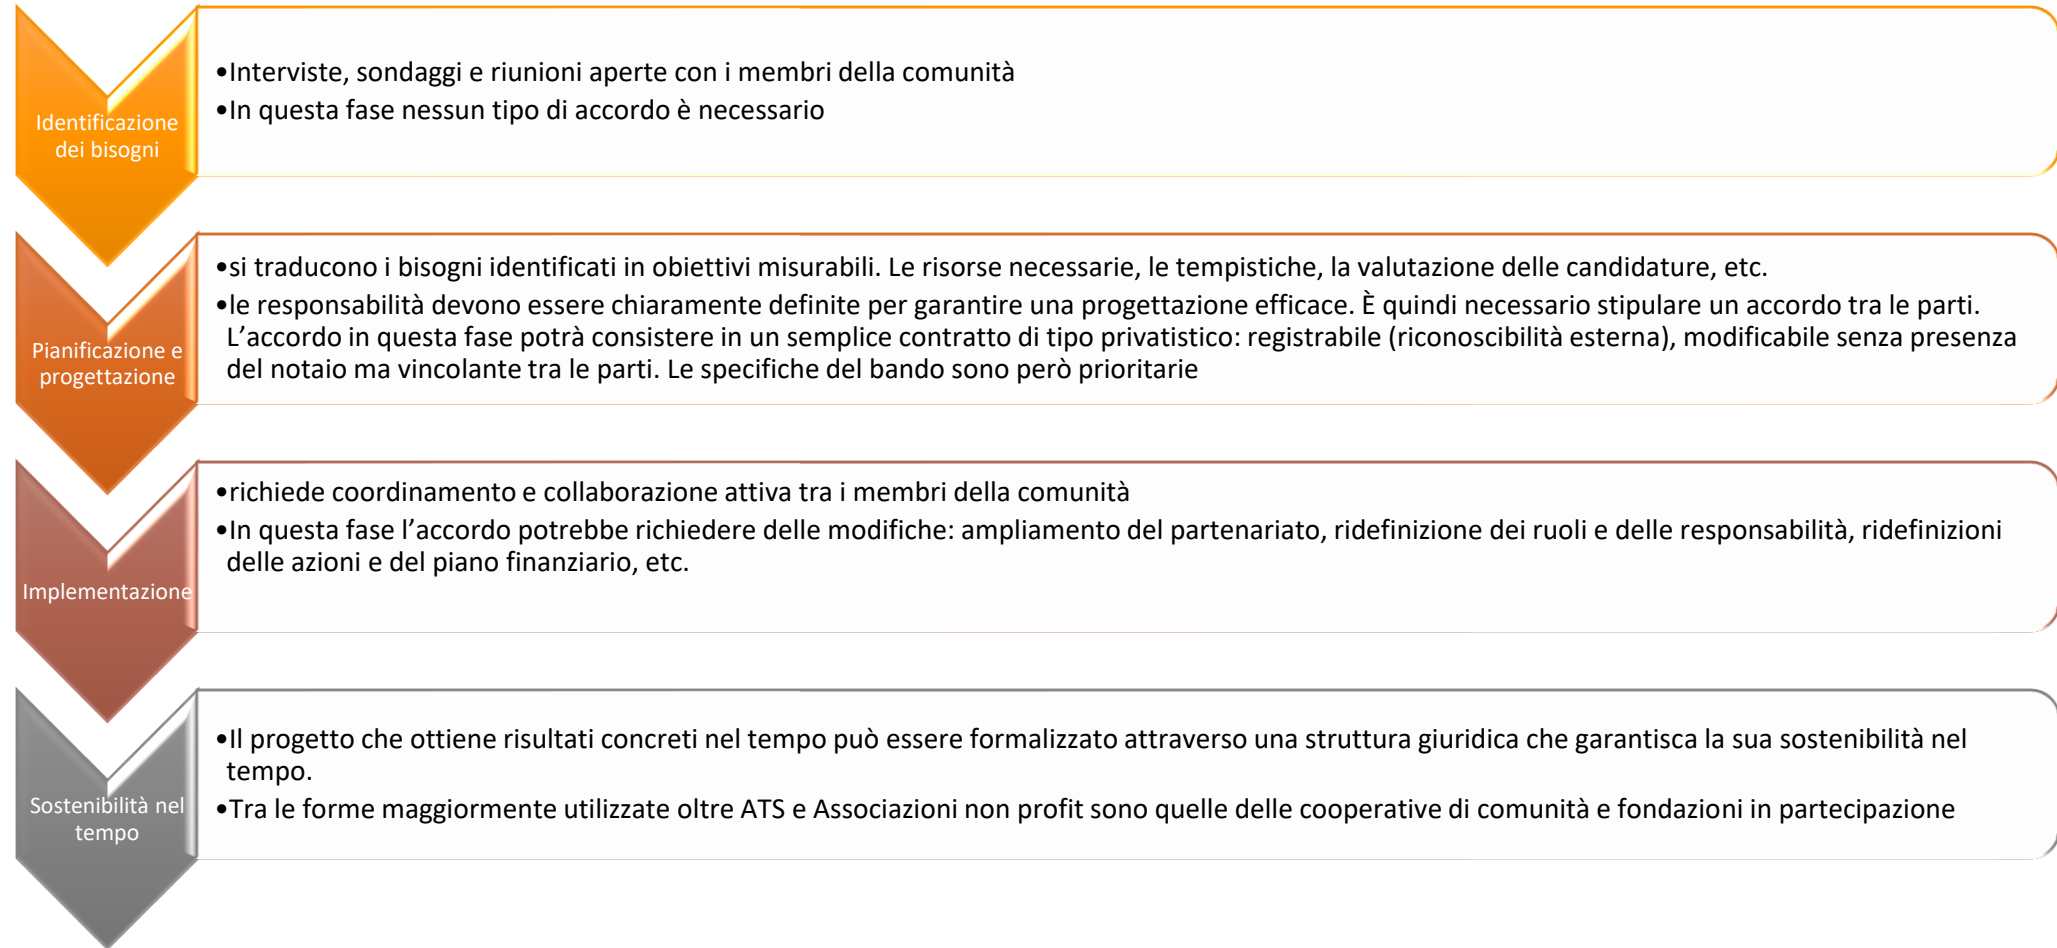 Identificazione
dei bisogni
•Interviste, sondaggi e riunioni aperte con i membri della comunità
•In questa fase nessun tipo di accordo è necessario
Pianificazione e
progettazione
•si traducono i bisogni identificati in obiettivi misurabili. Le risorse necessarie, le tempistiche, la valutazione delle candidature, etc.
•le responsabilità devono essere chiaramente definite per garantire una progettazione efficace. È quindi necessario stipulare un accordo tra le parti.
L’accordo in questa fase potrà consistere in un semplice contratto di tipo privatistico: registrabile (riconoscibilità esterna), modificabile senza presenza
del notaio ma vincolante tra le parti. Le specifiche del bando sono però prioritarie
Implementazione
•richiede coordinamento e collaborazione attiva tra i membri della comunità
•In questa fase l’accordo potrebbe richiedere delle modifiche: ampliamento del partenariato, ridefinizione dei ruoli e delle responsabilità, ridefinizioni
delle azioni e del piano finanziario, etc.
Sostenibilità nel
tempo
•Il progetto che ottiene risultati concreti nel tempo può essere formalizzato attraverso una struttura giuridica che garantisca la sua sostenibilità nel
tempo.
•Tra le forme maggiormente utilizzate oltre ATS e Associazioni non profit sono quelle delle cooperative di comunità e fondazioni in partecipazione